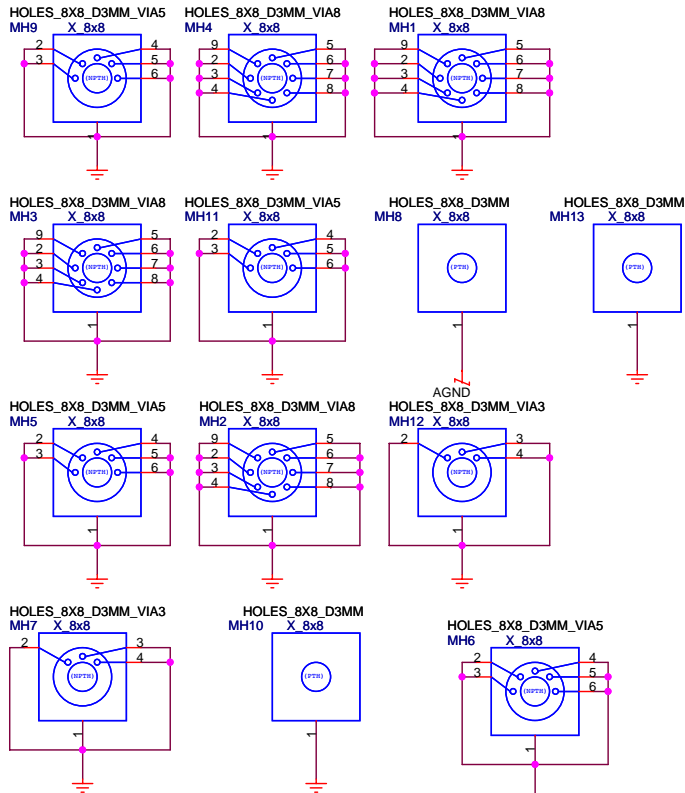 HOLES_8X8_D3MM_VIA5 HOLES_8X8_D3MM_VIA8 HOLES_8X8_D3MM_VIA8
MH9 X_8x8 MH4 X_8x8 MH1 X_8x8
2 4 9 5 9 5
3 5 2 6 2 6
(NPTH) 6 3 (NPTH) 7 3 (NPTH) 7
4 8 4 8
1 1 1
HOLES_8X8_D3MM_VIA8 HOLES_8X8_D3MM_VIA5 HOLES_8X8_D3MM HOLES_8X8_D3MM
MH3 X_8x8 MH11 X_8x8 MH8 X_8x8 MH13 X_8x8
9 5 2 4
2 6 3 5
3 (NPTH) 7 (NPTH) 6 (PTH) (PTH)
4 8
1 1 1 1
AGND
HOLES_8X8_D3MM_VIA5 HOLES_8X8_D3MM_VIA8 HOLES_8X8_D3MM_VIA3
MH5 X_8x8 MH2 X_8x8 MH12 X_8x8
2 4 9 5 2 3
3 5 2 6 4
(NPTH) 6 3 (NPTH) 7 (NPTH)
4 8
1 1 1
HOLES_8X8_D3MM_VIA3 HOLES_8X8_D3MM HOLES_8X8_D3MM_VIA5
MH7 X_8x8 MH10 X_8x8 MH6 X_8x8
2 3 2 4
4 3 5
(NPTH) (PTH) (NPTH) 6
1 1 1